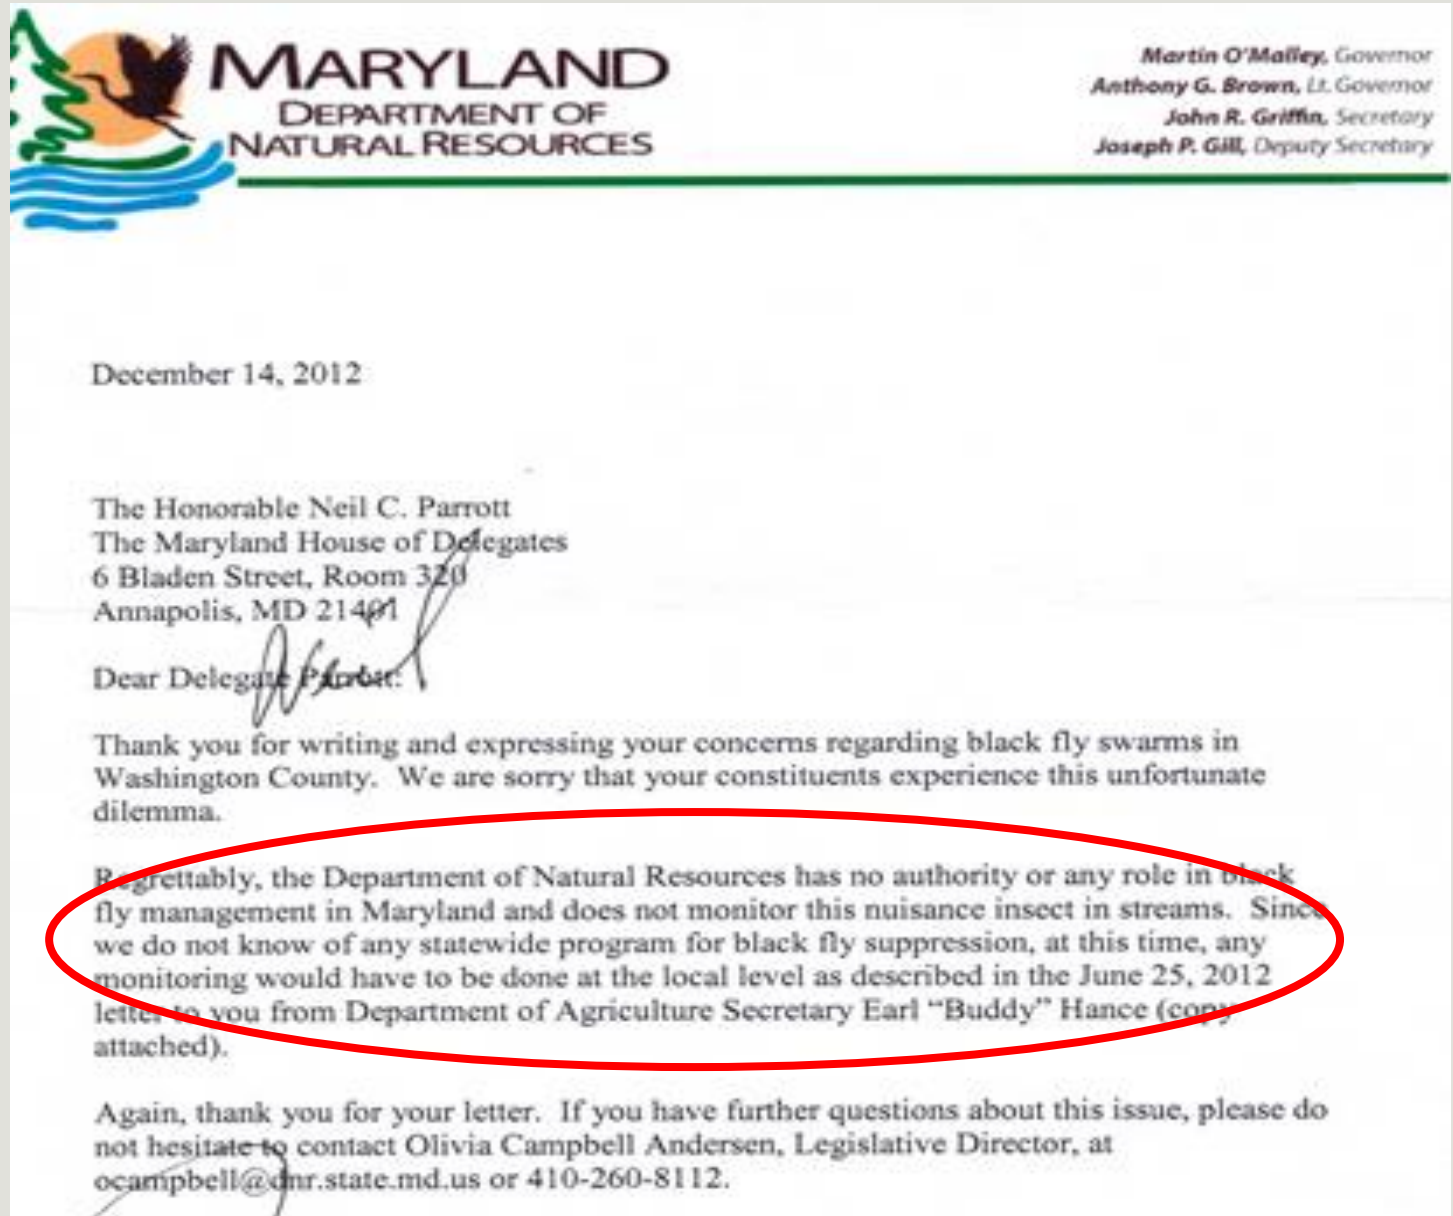 MARYLAND
DEPARTMENT OF
NATURAL RESOURCES
Martin O'Malley, Governor
Anthony G. Brown, Lt. Governor
John R. Griffin, Secretary
Joseph P. Gill, Deputy Secretary
December 14, 2012
The Honorable Neil C. Parrott
The Maryland House of Delegates
6 Bladen Street, Room 320
Annapolis, MD 21401
Dear Delegate Parrott:
Thank you for writing and expressing your concerns regarding black fly swarms in
Washington County. We are sorry that your constituents experience this unfortunate
dilemma.
Regrettably, the Department of Natural Resources has no authority or any role in black
fly management in Maryland and does not monitor this nuisance insect in streams. Since
we do not know of any statewide program for black fly suppression, at this time, any
monitoring would have to be done at the local level as described in the June 25, 2012
letter to you from Department of Agriculture Secretary Earl “Buddy” Hance (copy
attached).
Again, thank you for your letter. If you have further questions about this issue, please do
not hesitate to contact Olivia Campbell Andersen, Legislative Director, at
ocampbell@dnr.state.md.us or 410-260-8112.